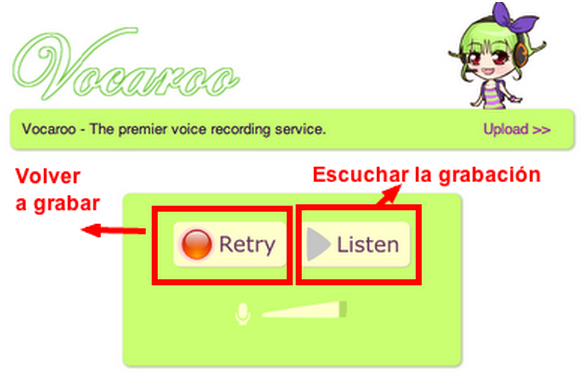 Vocaroo
Vocaroo - The premier voice recording service.
Upload >>
Volver
a grabar
Escuchar la grabación
Retry
Listen